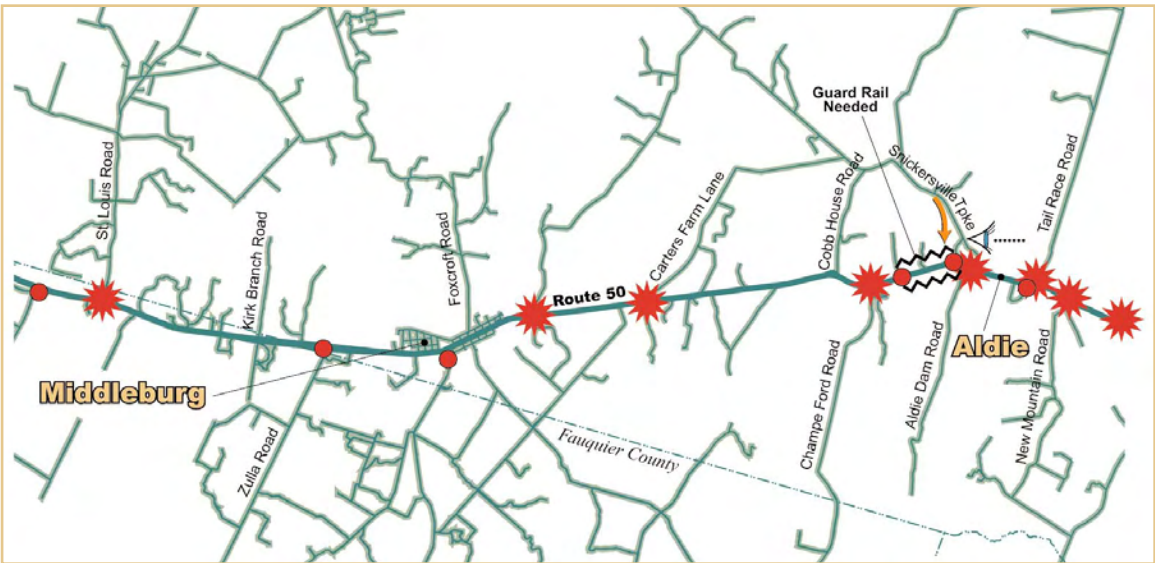 Guard Rail
Needed
Snickersville Tpke
Tail Race Road
St. Louis Road
Cobb House Road
Carters Farm Lane
Foxcroft Road
Kirk Branch Road
Route 50
Aldie
Middleburg
Aldie Dam Road
New Mountain Road
Champe Ford Road
Zulla Road
Fauquier County